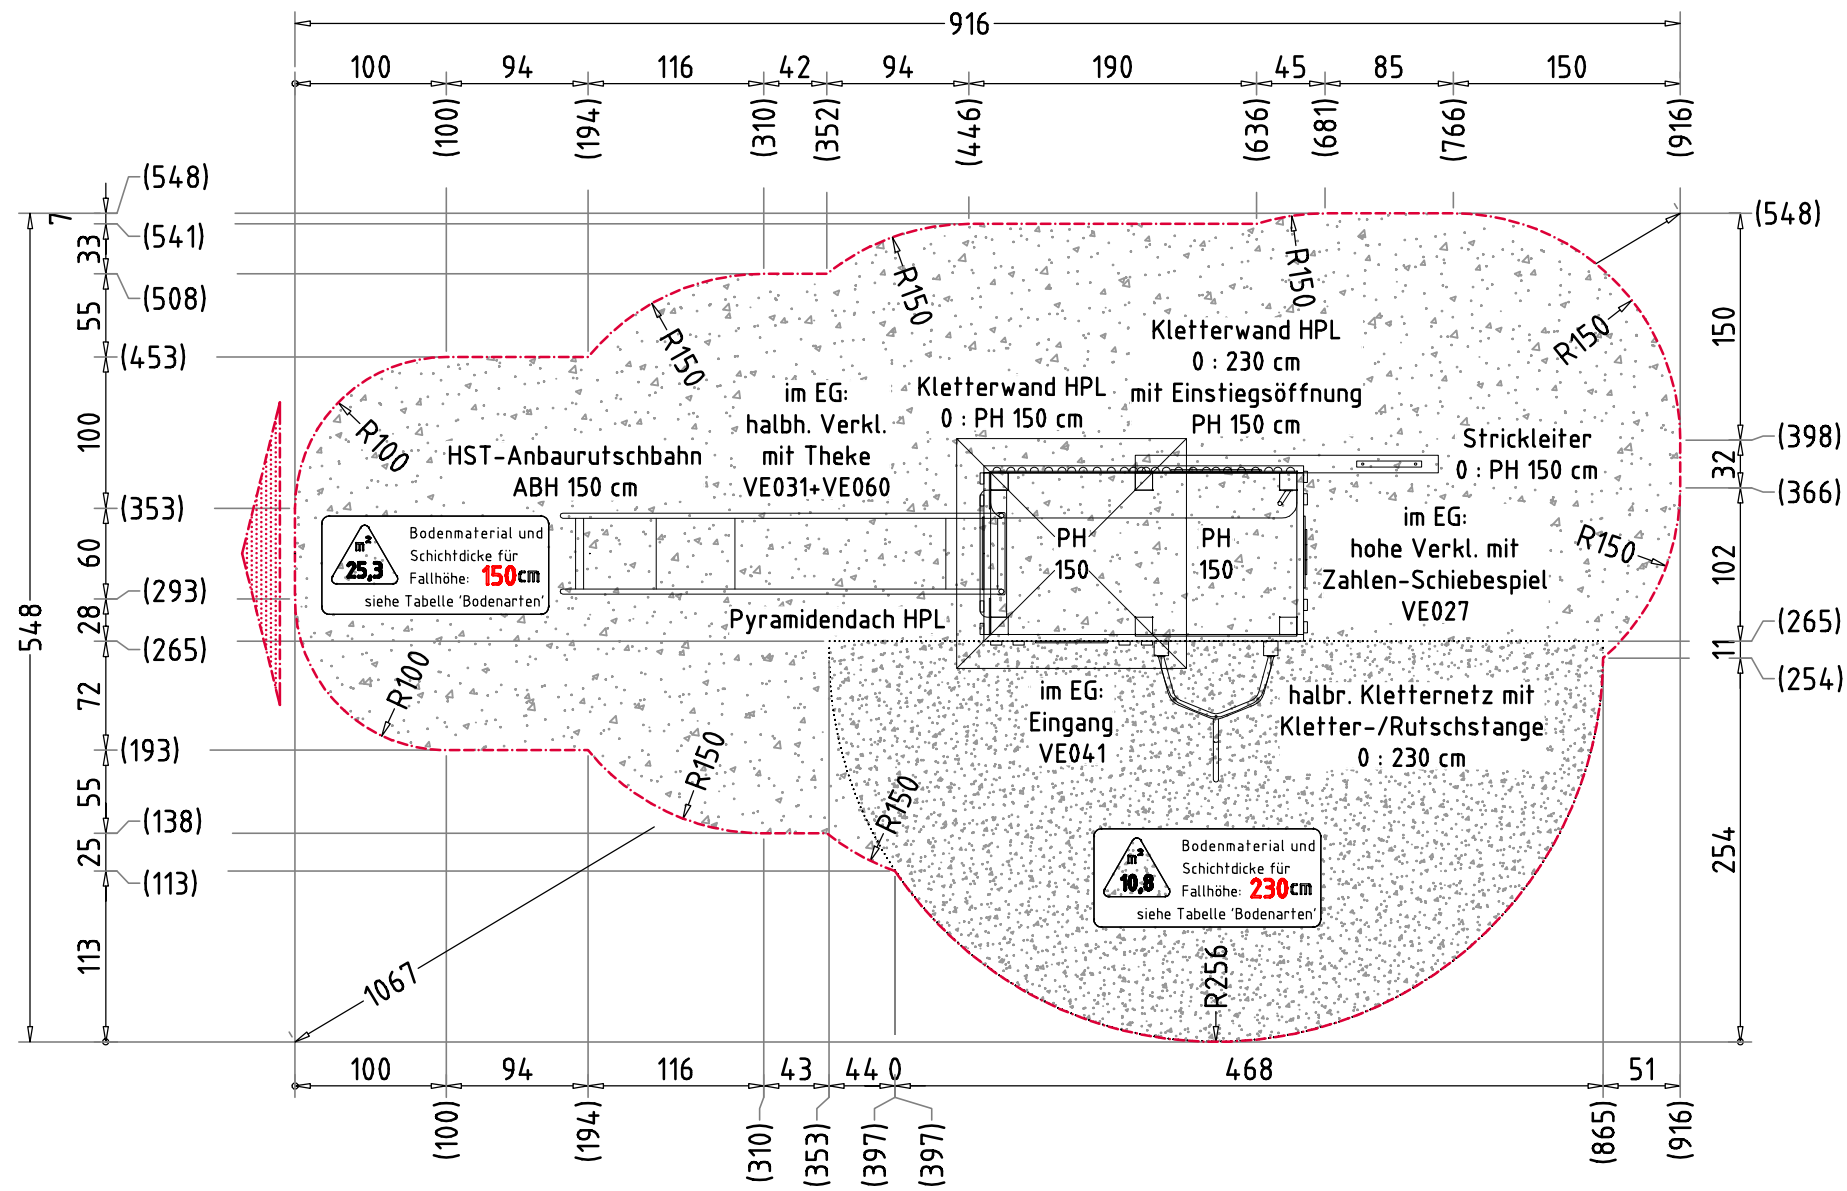 916
100 94 116 42 94 190 45 85 150
(100) (194) (310) (352) (446) (636) (681) (766) (916)
(548)
(541)
(508)
(453)
(353)
(293)
(265)
(193)
(138)
(113)
7
33
55
100
60
28
72
55
25
113
548
(548)
(398)
(366)
(265)
(254)
150
32
102
11
254
R150
R150
R150
R150
R150
R100
R100
R150
R150
R256
1067
Kletterwand HPL
0 : 230 cm
mit Einstiegsöffnung
PH 150 cm
Kletterwand HPL
0 : PH 150 cm
im EG:
halbh. Verkl.
mit Theke
VE031+VE060
HST-Anbaurutschbahn
ABH 150 cm
Strickleiter
0 : PH 150 cm
im EG:
hohe Verkl. mit
Zahlen-Schiebespiel
VE027
PH
150
PH
150
m²
25,3
Bodenmaterial und
Schichtdicke für
Fallhöhe: 150cm
siehe Tabelle 'Bodenarten'
Pyramidendach HPL
im EG:
Eingang
VE041
halbr. Kletternetz mit
Kletter-/Rutschstange
0 : 230 cm
m²
10,8
Bodenmaterial und
Schichtdicke für
Fallhöhe: 230cm
siehe Tabelle 'Bodenarten'
100 94 116 43 44 0 468 51
(100) (194) (310) (353) (397) (397) (865) (916)